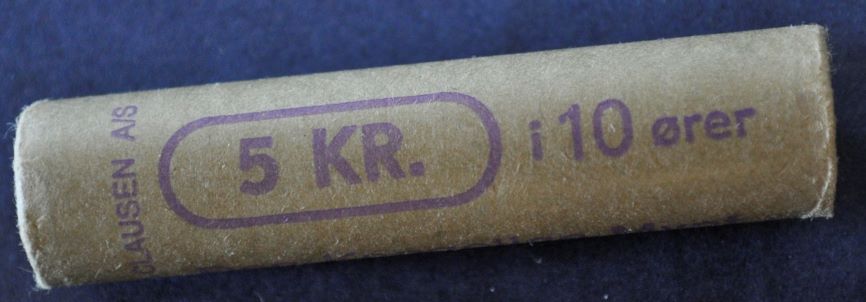 CLAUSEN A/S
5 KR. i 10 ører